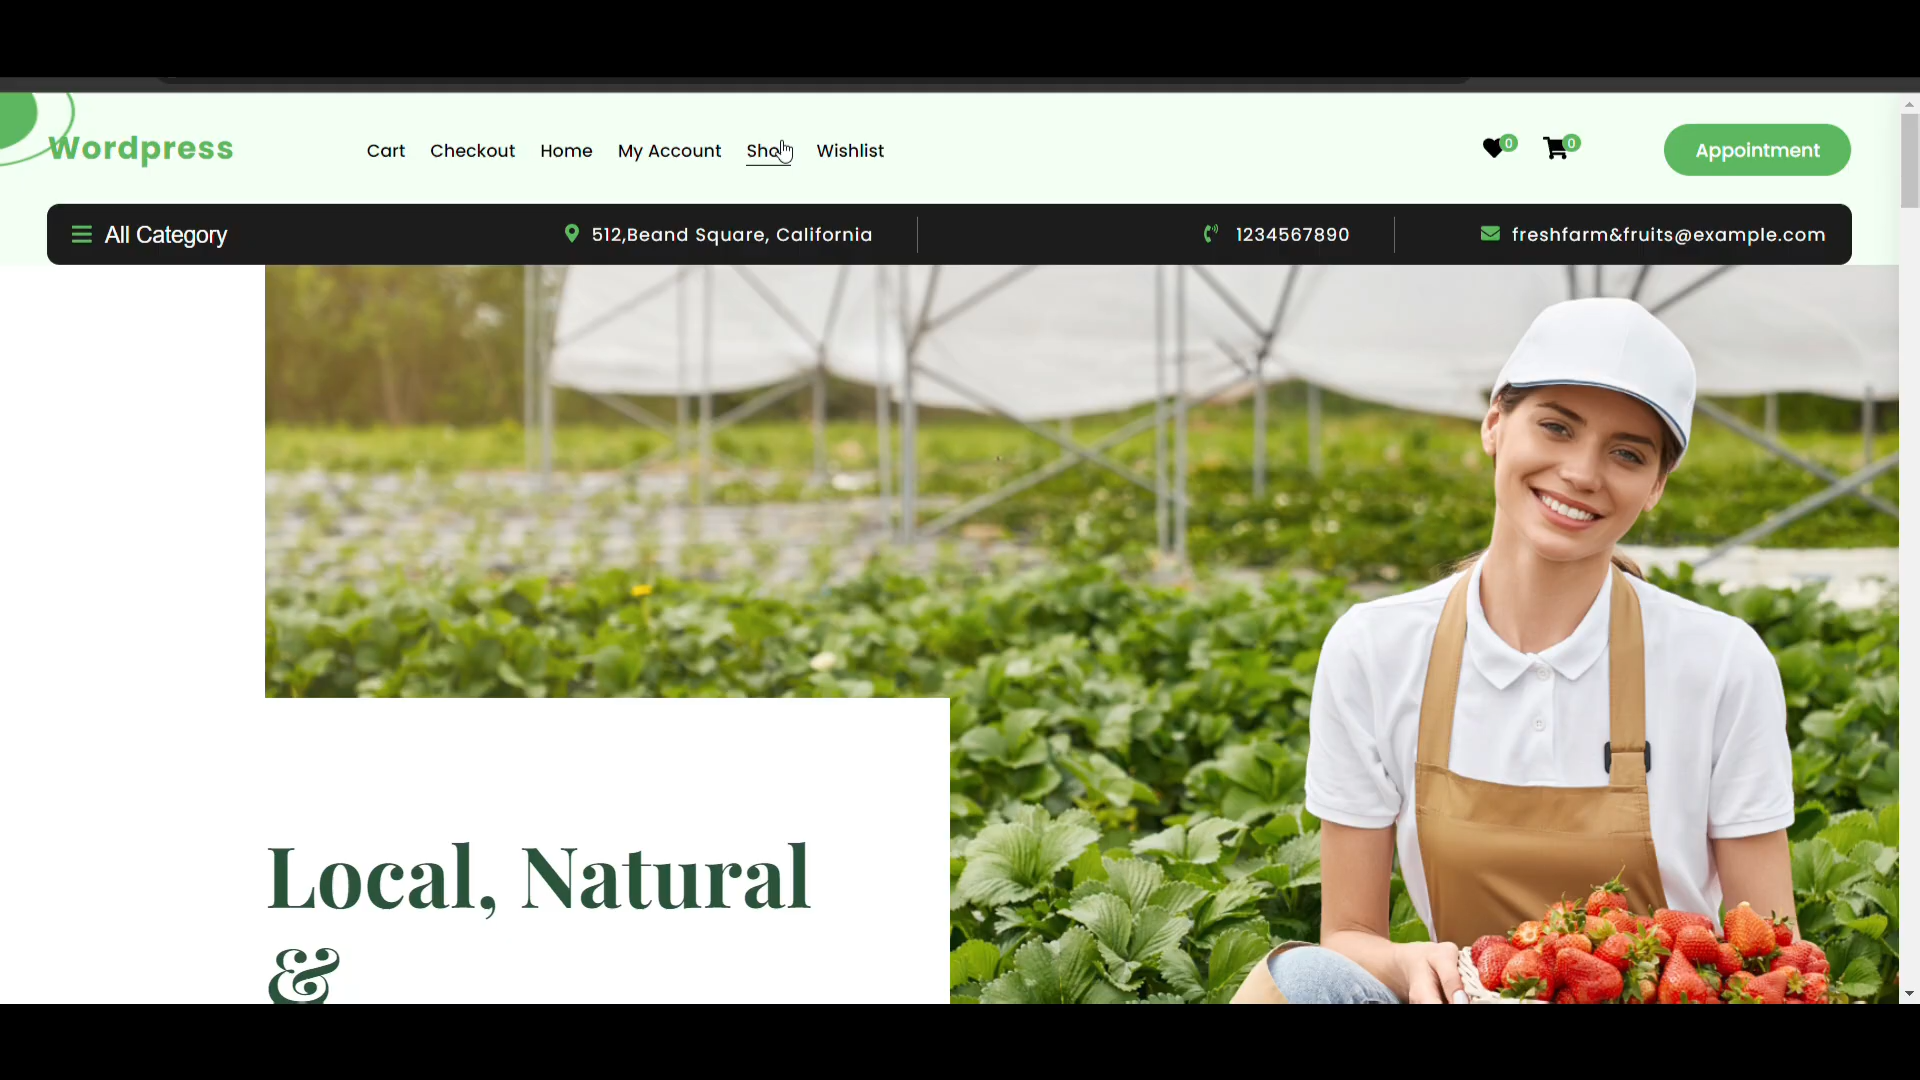 Wordpress
Cart Checkout Home My Account Shop Wishlist
0 0
Appointment
All Category
512,Beand Square, California
1234567890
freshfarm&fruits@example.com
Local, Natural
&